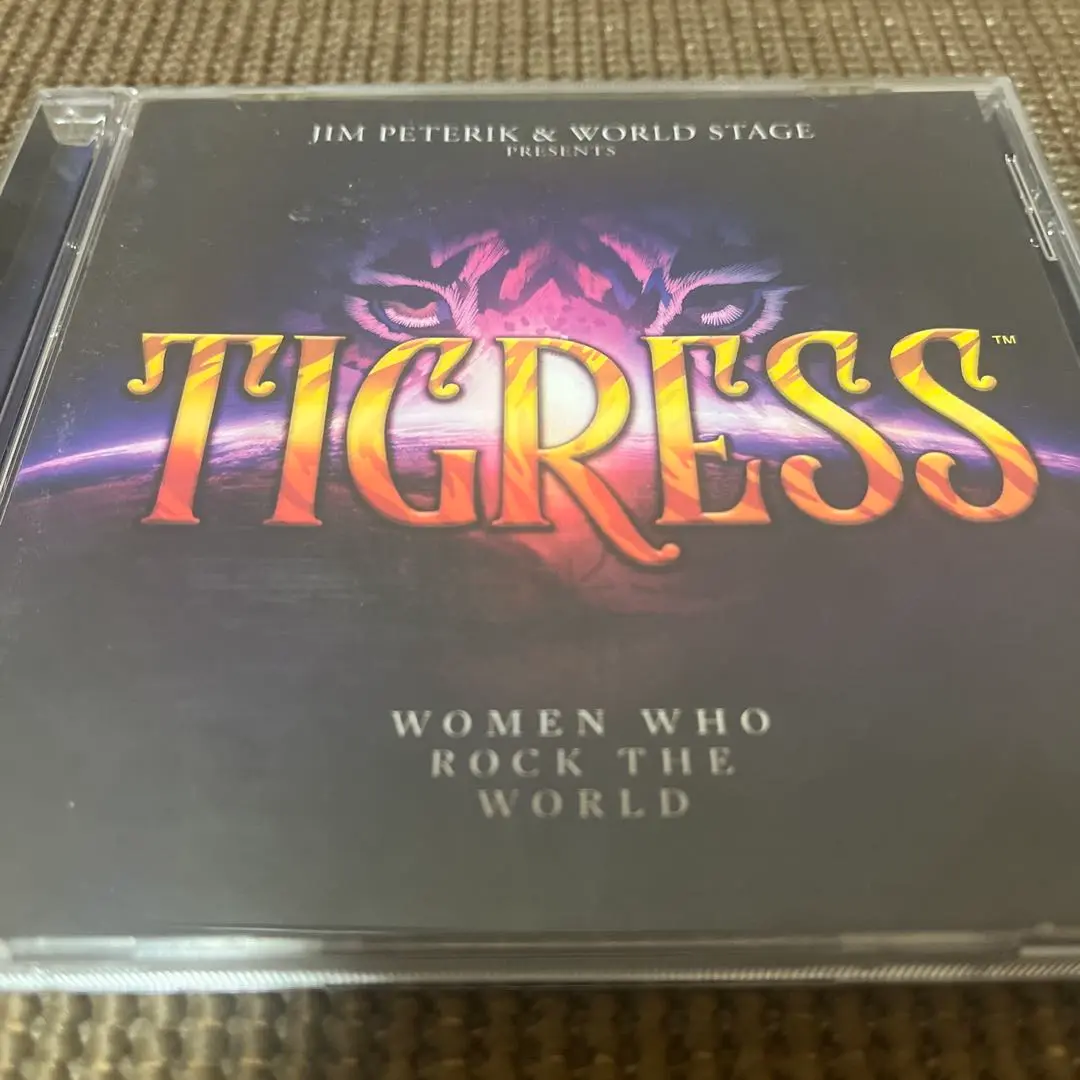 JIM PETERIK & WORLD STAGE
PRESENTS
TIGRESS™
WOMEN WHO
ROCK THE
WORLD